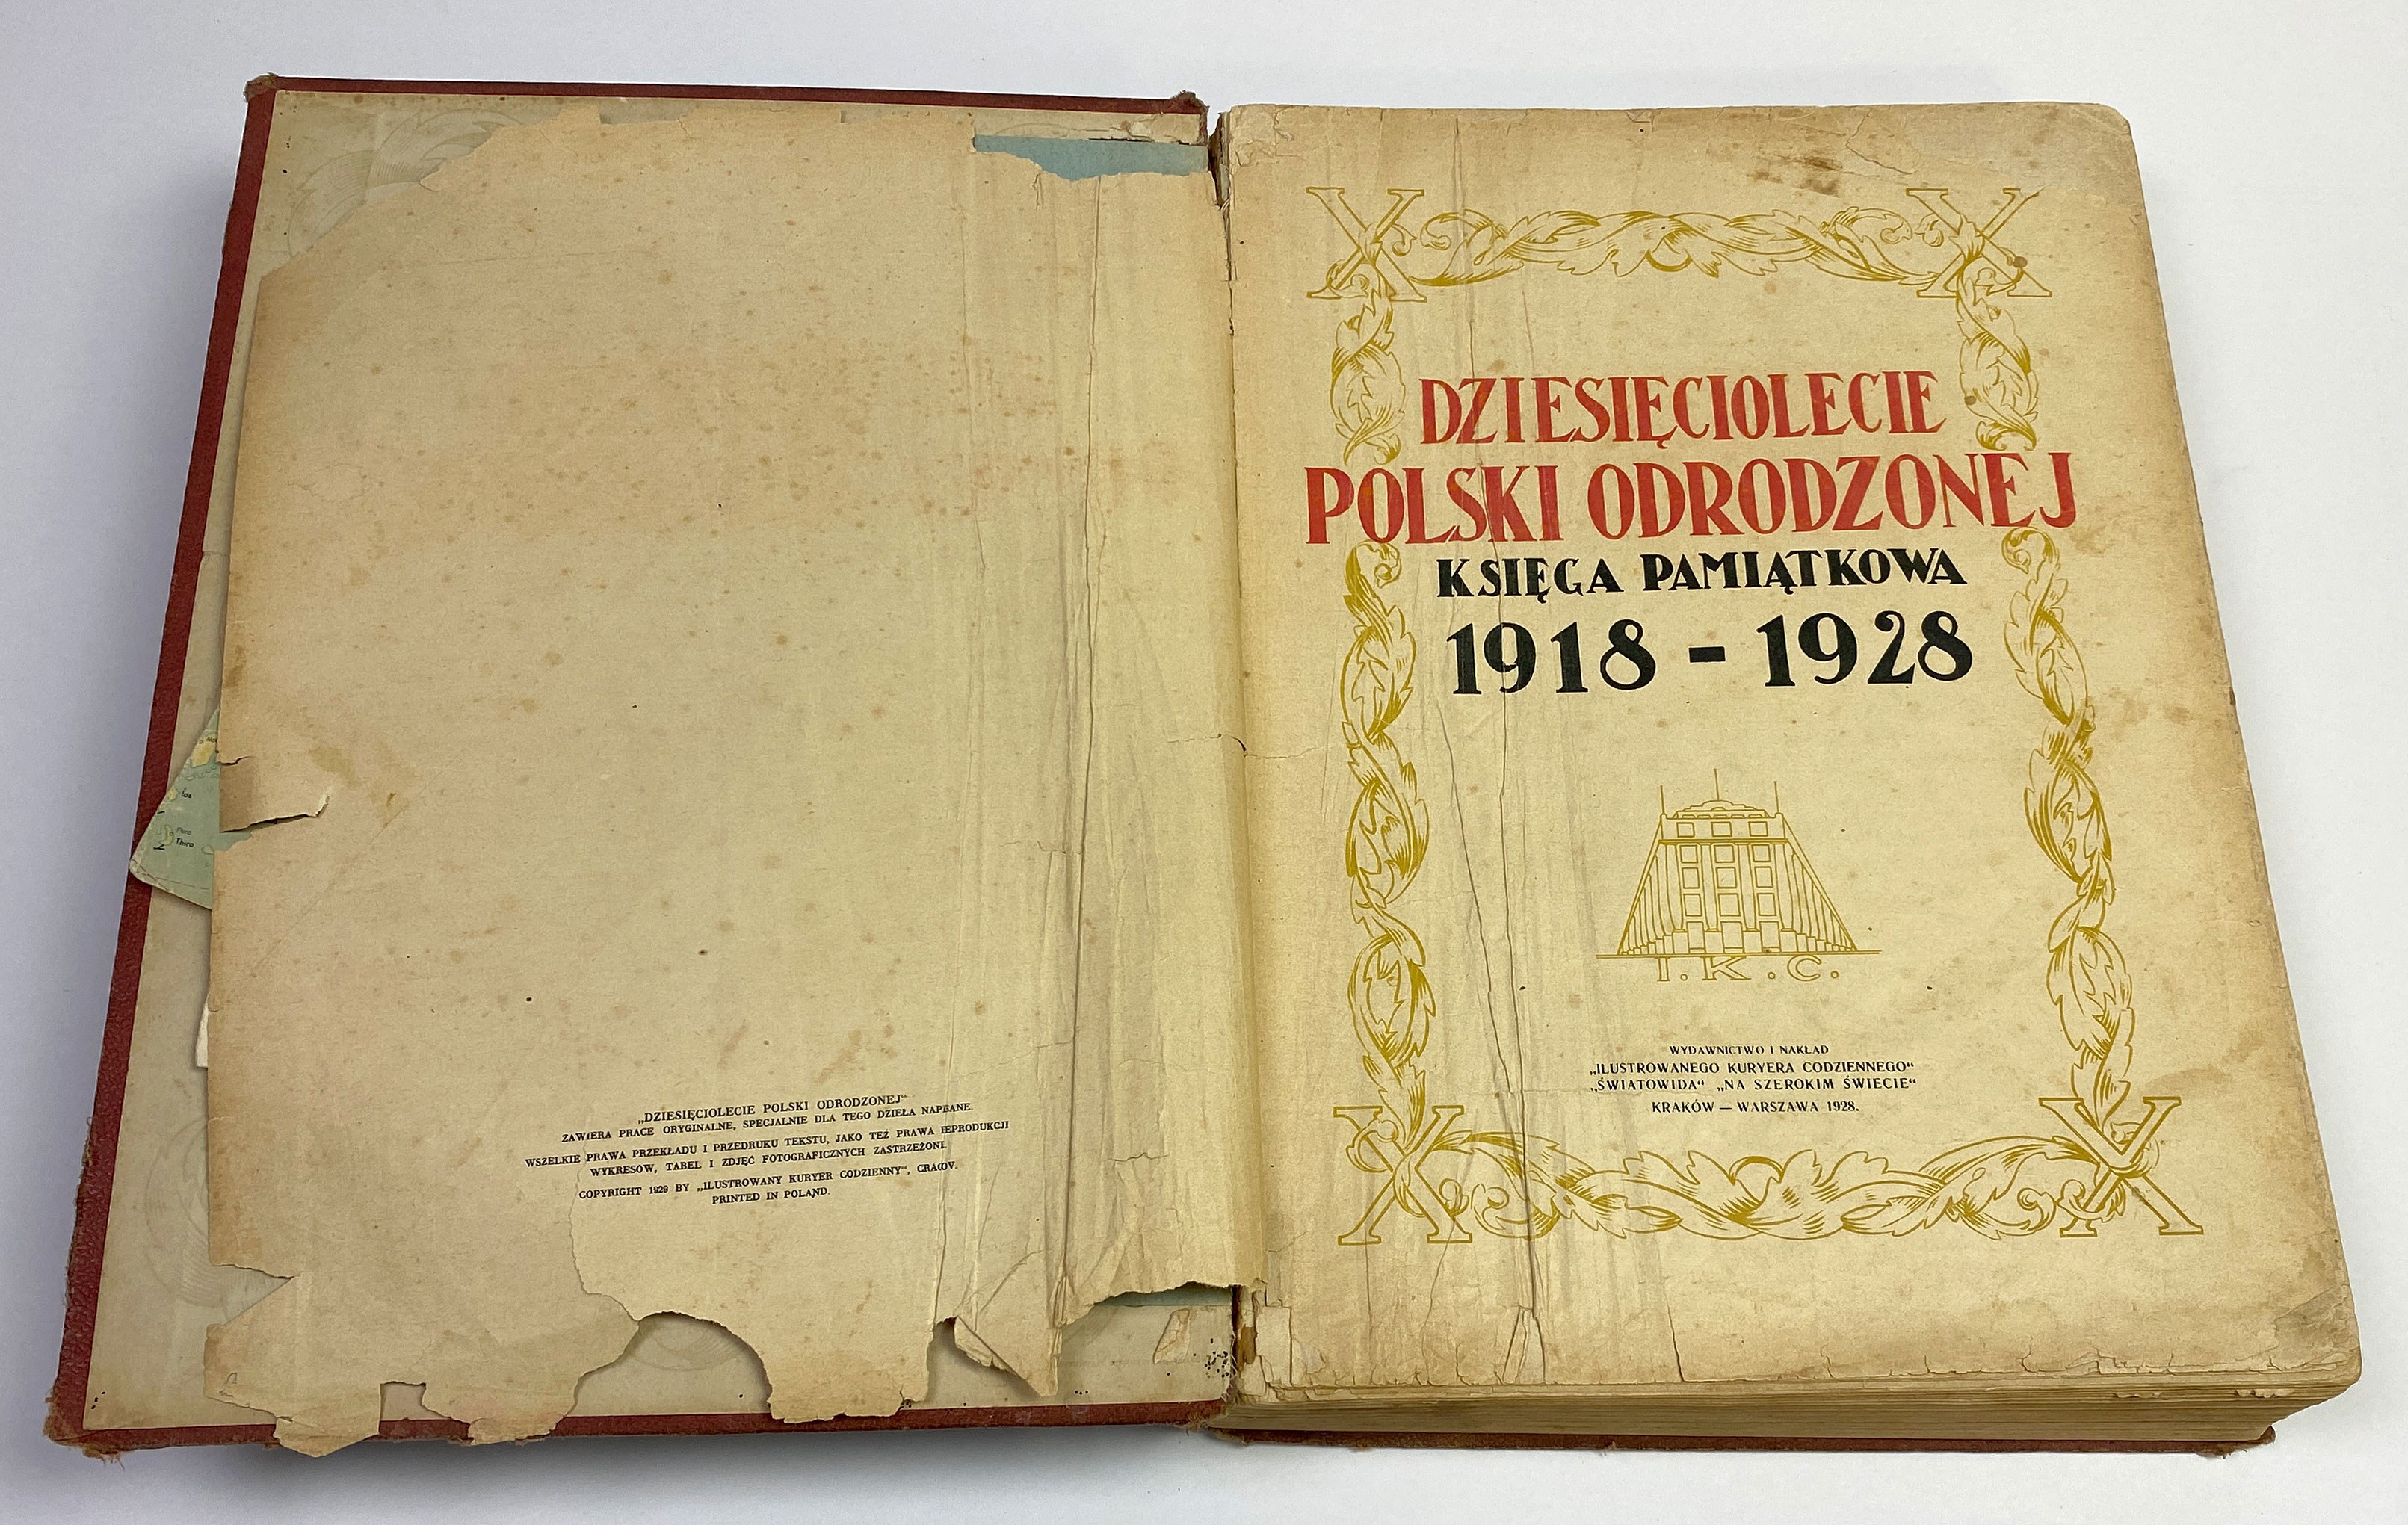 „DZIESIĘCIOLECIE POLSKI ODRODZONEJ“
ZAWIERA PRACE ORYGINALNE, SPECJALNIE DLA TEGO DZIEŁA NAPISANE.
WSZELKIE PRAWA PRZEKŁADU I PRZEDRUKU TEKSTU, JAKO TEŻ PRAWA REPRODUKCJI
WYKRESÓW, TABEL I ZDJĘĆ FOTOGRAFICZNYCH ZASTRZEŻONE.
COPYRIGHT 1929 BY „ILUSTROWANY KURYER CODZIENNY“, CRACOV.
PRINTED IN POLAND.
X X
DZIESIĘCIOLECIE
POLSKI ODRODZONEJ
KSIĘGA PAMIĄTKOWA
1918 - 1928
I. K. C.
WYDAWNICTWO I NAKŁAD
„ILUSTROWANEGO KURYERA CODZIENNEGO“
„ŚWIATOWIDA“ „NA SZEROKIM ŚWIECIE“
KRAKÓW — WARSZAWA 1928.
X X